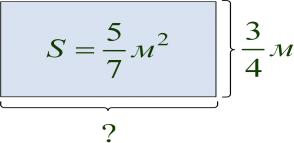 S = 5/7 м²
3/4 м
?